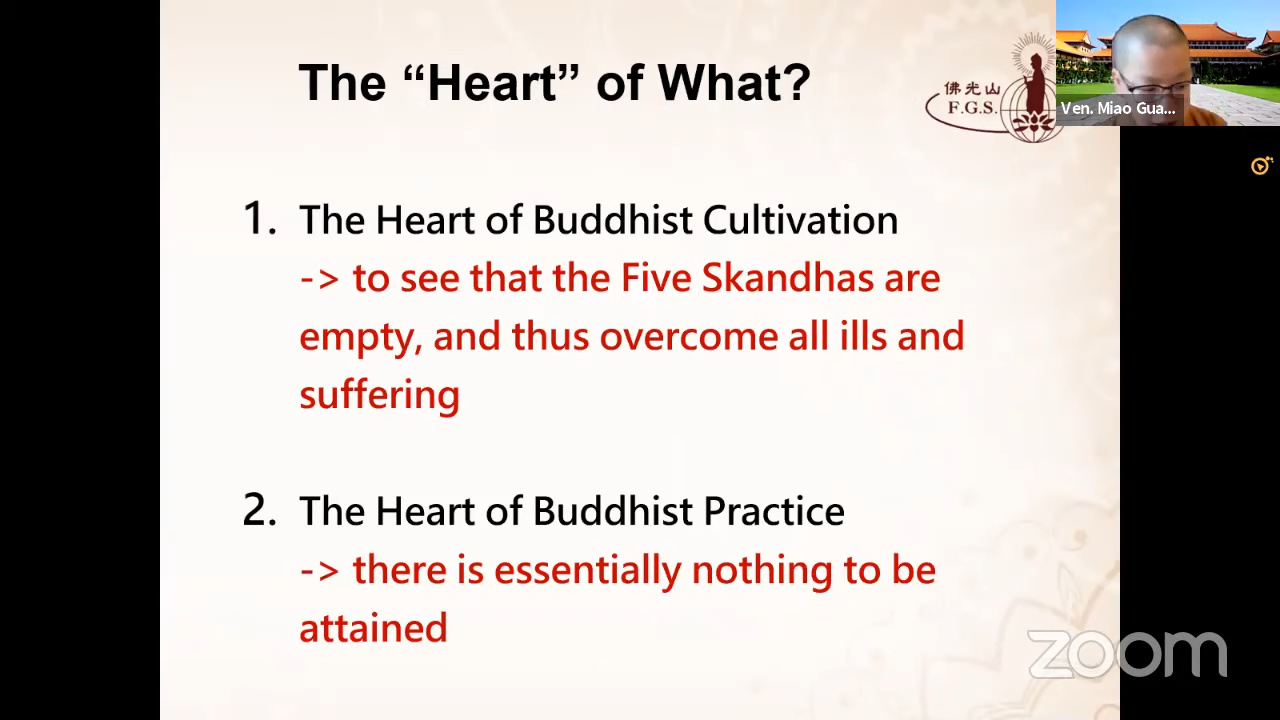 The “Heart” of What?
佛光山
F.G.S.
Ven. Miao Gua...
1. The Heart of Buddhist Cultivation
-> to see that the Five Skandhas are
empty, and thus overcome all ills and
suffering
2. The Heart of Buddhist Practice
-> there is essentially nothing to be
attained
zoom